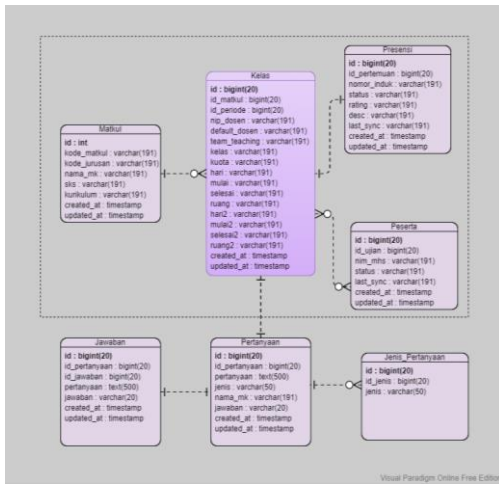 Kelas
id : bigint(20)
id_matkul : bigint(20)
id_periode : bigint(20)
nip_dosen : varchar(191)
default_dosen : varchar(191)
team_teaching : varchar(191)
kelas : varchar(191)
kuota : varchar(191)
hari : varchar(191)
mulai : varchar(191)
selesai : varchar(191)
ruang : varchar(191)
hari2 : varchar(191)
mulai2 : varchar(191)
selesai2 : varchar(191)
ruang2 : varchar(191)
created_at : timestamp
updated_at : timestamp
Presensi
id : bigint(20)
id_pertemuan : bigint(20)
nomor_induk : varchar(191)
status : varchar(191)
rating : varchar(191)
desc : varchar(191)
last_sync : varchar(191)
created_at : timestamp
updated_at : timestamp
Matkul
id : int
kode_matkul : varchar(191)
kode_jurusan : varchar(191)
nama_mk : varchar(191)
sks : varchar(191)
kurikulum : varchar(191)
created_at : timestamp
updated_at : timestamp
Peserta
id : bigint(20)
id_ujian : bigint(20)
nim_mhs : varchar(191)
status : varchar(191)
last_sync : varchar(191)
created_at : timestamp
updated_at : timestamp
Jawaban
id : bigint(20)
id_pertanyaan : bigint(20)
id_jawaban : bigint(20)
pertanyaan : text(500)
jawaban : varchar(20)
created_at : timestamp
updated_at : timestamp
Pertanyaan
id : bigint(20)
id_pertanyaan : bigint(20)
pertanyaan : text(500)
jenis : varchar(50)
nama_mk : varchar(191)
jawaban : varchar(20)
created_at : timestamp
updated_at : timestamp
Jenis_Pertanyaan
id : bigint(20)
id_jenis : bigint(20)
jenis : varchar(50)
Visual Paradigm Online Free Edition